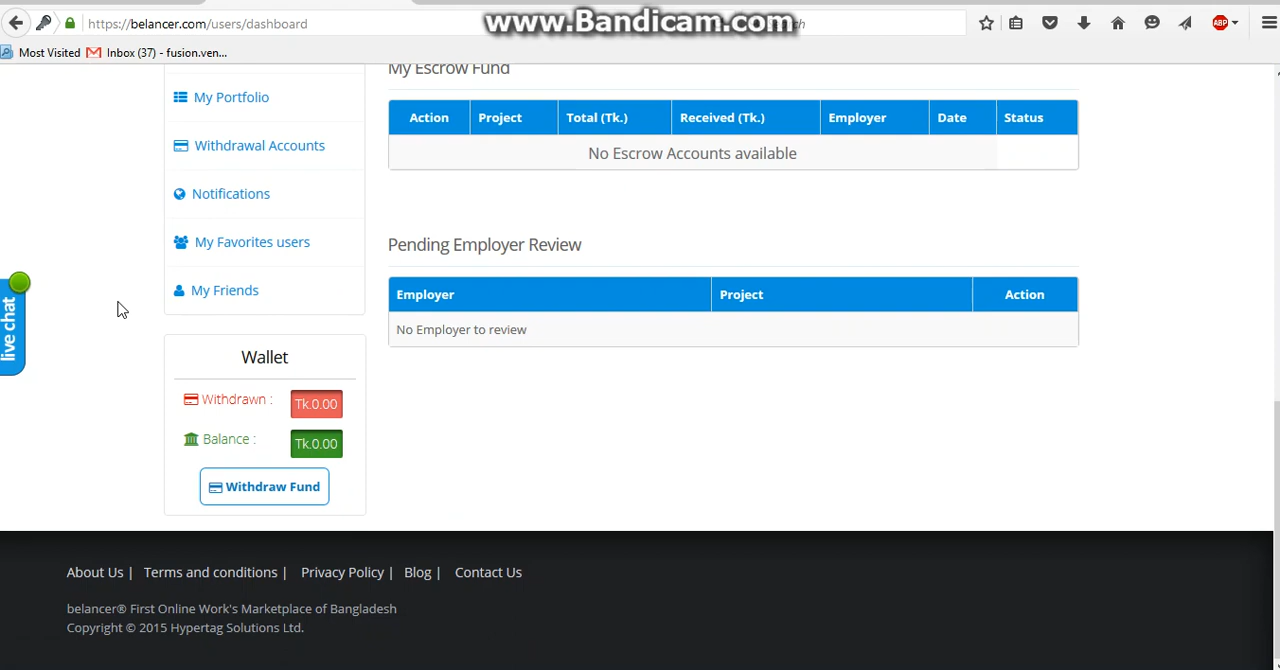 https://belancer.com/users/dashboard
www.Bandicam.com
ABP
Most Visited
Inbox (37) - fusion.ven...
My Escrow Fund
My Portfolio
Action Project Total (Tk.) Received (Tk.) Employer Date Status
Withdrawal Accounts
No Escrow Accounts available
Notifications
My Favorites users
Pending Employer Review
My Friends
Employer Project Action
live chat
No Employer to review
Wallet
Withdrawn : Tk.0.00
Balance : Tk.0.00
Withdraw Fund
About Us | Terms and conditions | Privacy Policy | Blog | Contact Us
belancer® First Online Work's Marketplace of Bangladesh
Copyright © 2015 Hypertag Solutions Ltd.